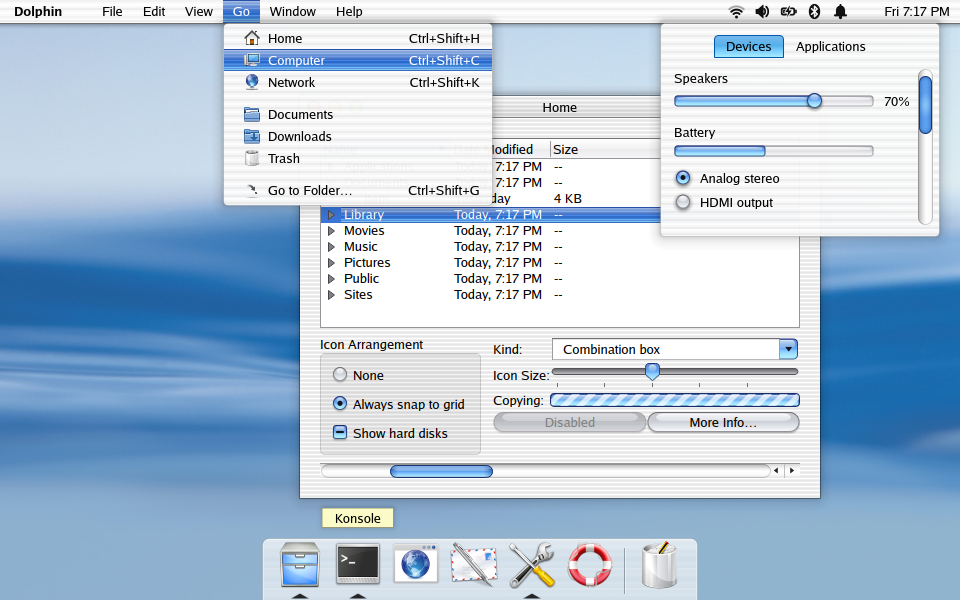 Dolphin File Edit View Go Window Help Fri 7:17 PM
Home Ctrl+Shift+H
Computer Ctrl+Shift+C
Network Ctrl+Shift+K
Documents
Downloads
Trash
Go to Folder... Ctrl+Shift+G
Devices Applications
Speakers
70%
Battery
Analog stereo
HDMI output
Home
odified Size
7:17 PM --
7:17 PM --
day 4 KB
Library Today, 7:17 PM --
Movies Today, 7:17 PM --
Music Today, 7:17 PM --
Pictures Today, 7:17 PM --
Public Today, 7:17 PM --
Sites Today, 7:17 PM --
Icon Arrangement
None
Always snap to grid
Show hard disks
Kind: Combination box
Icon Size:
Copying:
Disabled More Info...
Konsole
>_